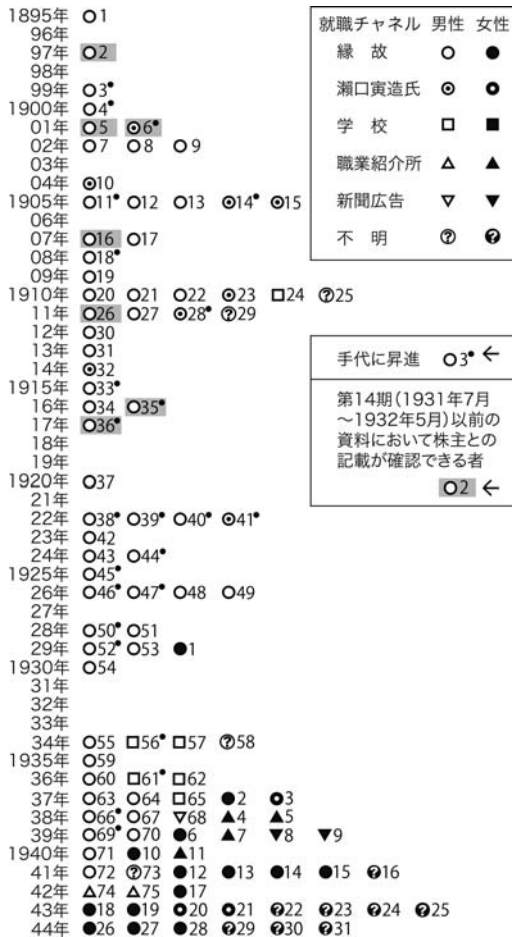 1895年 ○1
96年
97年 ○2
98年
99年 ○3•
1900年 ○4•
01年 ○5 ◉6•
02年 ○7 ○8 ○9
03年
04年 ◉10
1905年 ○11• ○12 ○13 ◉14• ◉15
06年
07年 ○16 ○17
08年 ○18•
09年 ○19
1910年 ○20 ○21 ○22 ◉23 □24 ?25
11年 ○26 ○27 ◉28• ?29
12年 ○30
13年 ○31
14年 ◉32
1915年 ○33•
16年 ○34 ○35•
17年 ○36•
18年
19年
1920年 ○37
21年
22年 ○38• ○39• ○40• ◉41•
23年 ○42
24年 ○43 ○44•
1925年 ○45•
26年 ○46• ○47• ○48 ○49
27年
28年 ○50• ○51
29年 ○52• ○53 ●1
1930年 ○54
31年
32年
33年
34年 ○55 □56• □57 ?58
1935年 ○59
36年 ○60 □61• □62
37年 ○63 ○64 □65 ●2 ◉3
38年 ○66• ○67 ▽68 ▲4 ▲5
39年 ○69• ○70 ●6 ▲7 ▼8 ▼9
1940年 ○71 ●10 ▲11
41年 ○72 ?73 ●12 ●13 ●14 ●15 ?16
42年 △74 △75 ●17
43年 ●18 ●19 ◉20 ◉21 ?22 ?23 ?24 ?25
44年 ●26 ●27 ●28 ?29 ?30 ?31
就職チャネル 男性 女性
縁故 ○ ●
瀬口寅造氏 ◉ ◉
学校 □ ■
職業紹介所 △ ▲
新聞広告 ▽ ▼
不明 ? ?
手代に昇進 ○3• ←
第14期(1931年7月
～1932年5月)以前の
資料において株主との
記載が確認できる者
○2 ←